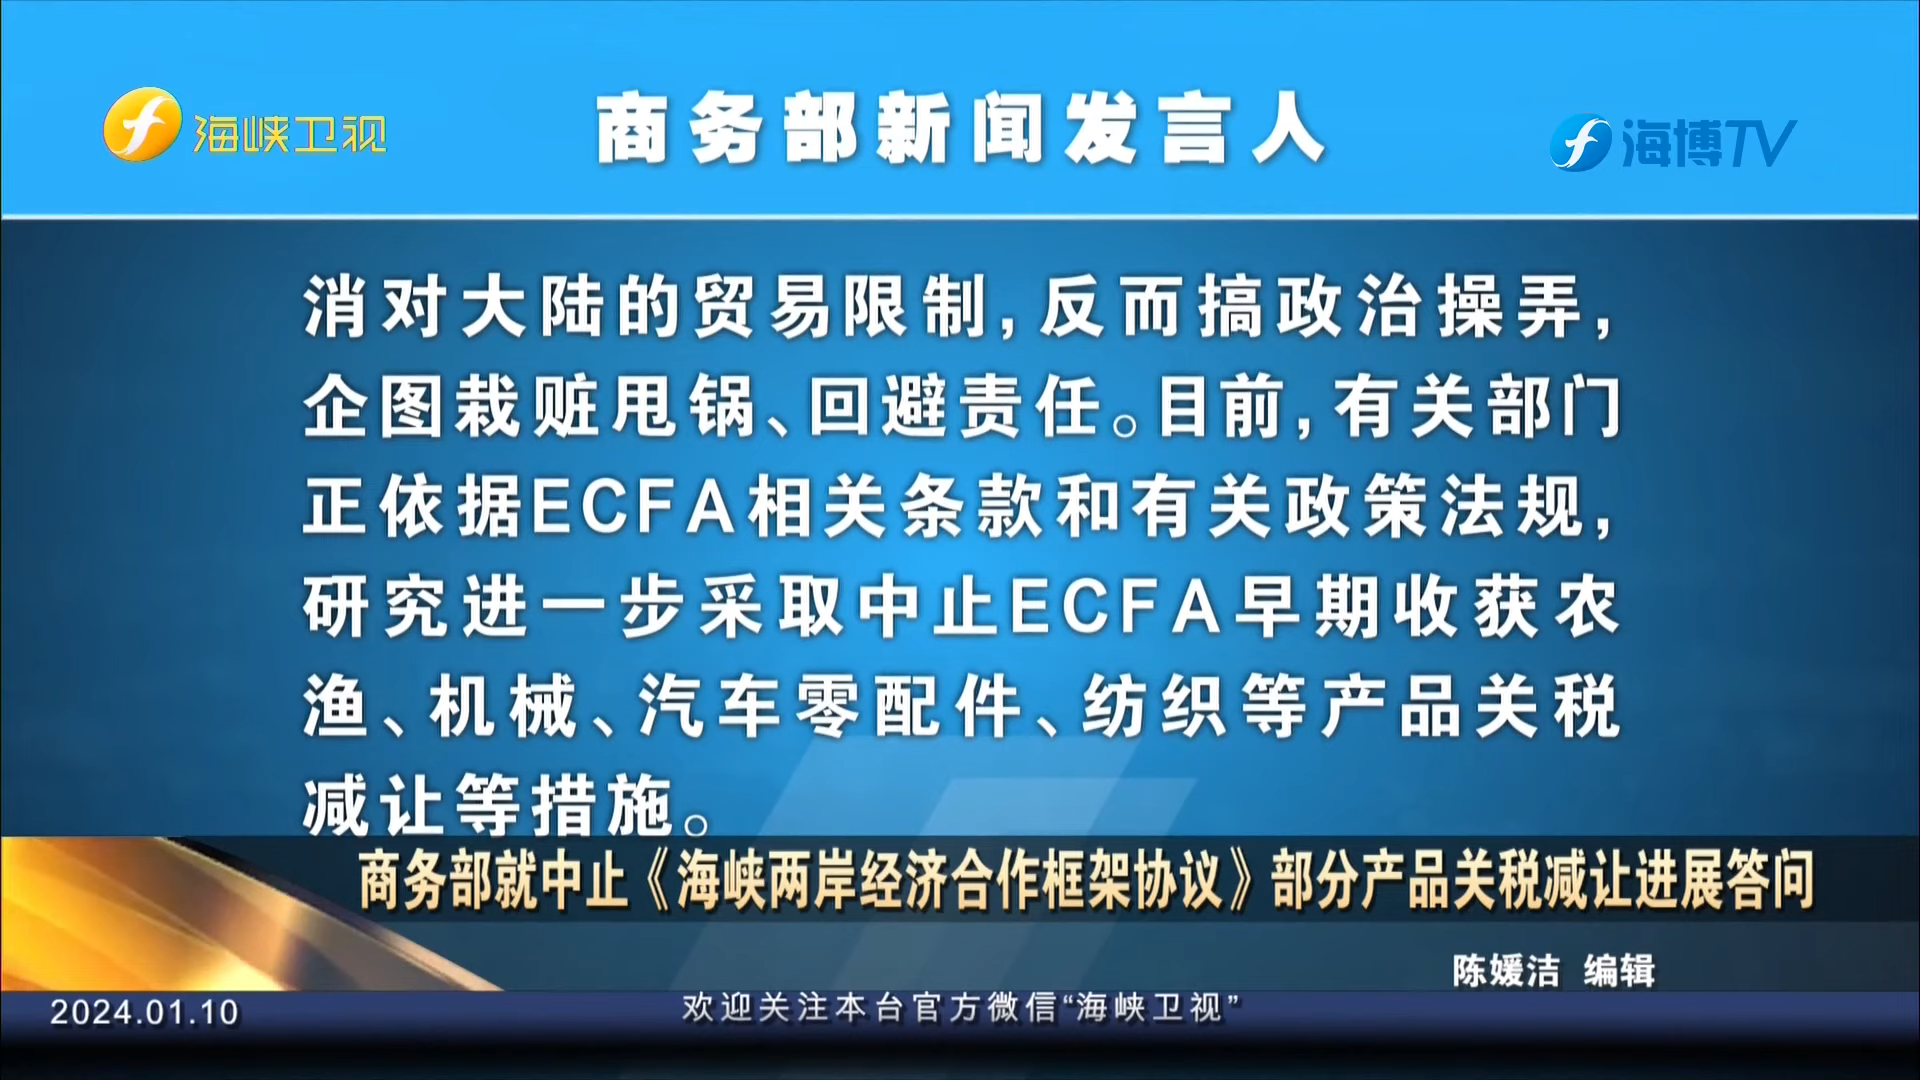 海峡卫视
商务部新闻发言人
海博TV
消对大陆的贸易限制,反而搞政治操弄,
企图栽赃甩锅、回避责任。目前,有关部门
正依据ECFA相关条款和有关政策法规,
研究进一步采取中止ECFA早期收获农
渔、机械、汽车零配件、纺织等产品关税
减让等措施。
商务部就中止《海峡两岸经济合作框架协议》部分产品关税减让进展答问
陈媛洁 编辑
2024.01.10
欢迎关注本台官方微信“海峡卫视”